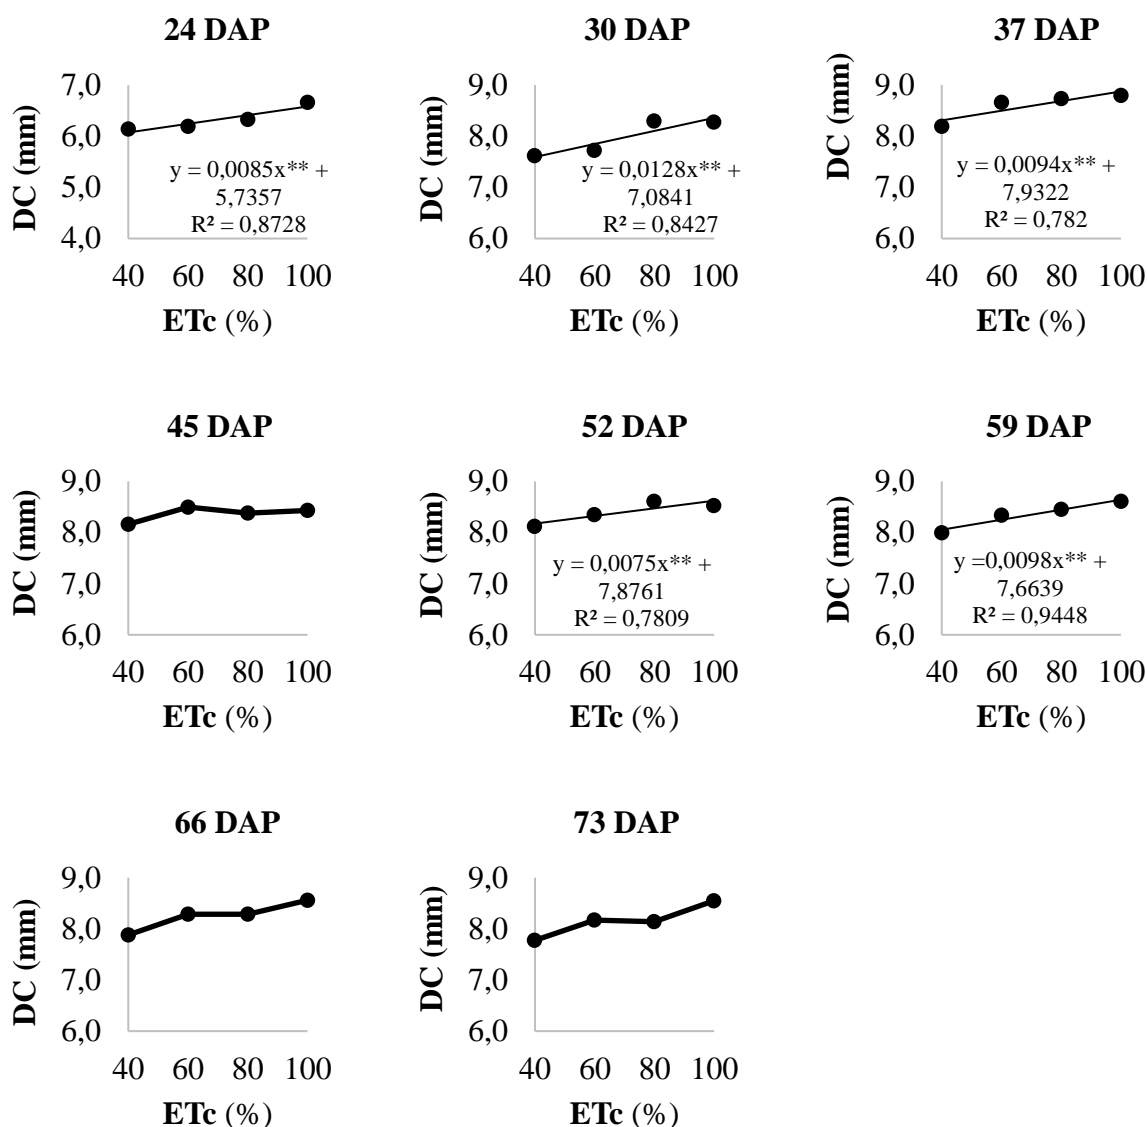 24 DAP
DC (mm)
7,0
6,0
5,0
4,0
y = 0,0085x** +
5,7357
R² = 0,8728
40 60 80 100
ETc (%)
30 DAP
DC (mm)
9,0
8,0
7,0
6,0
y = 0,0128x** +
7,0841
R² = 0,8427
40 60 80 100
ETc (%)
37 DAP
DC (mm)
9,0
8,0
7,0
6,0
y = 0,0094x** +
7,9322
R² = 0,782
40 60 80 100
ETc (%)
45 DAP
DC (mm)
9,0
8,0
7,0
6,0
40 60 80 100
ETc (%)
52 DAP
DC (mm)
9,0
8,0
7,0
6,0
y = 0,0075x** +
7,8761
R² = 0,7809
40 60 80 100
ETc (%)
59 DAP
DC (mm)
9,0
8,0
7,0
6,0
y =0,0098x** +
7,6639
R² = 0,9448
40 60 80 100
ETc (%)
66 DAP
DC (mm)
9,0
8,0
7,0
6,0
40 60 80 100
ETc (%)
73 DAP
DC (mm)
9,0
8,0
7,0
6,0
40 60 80 100
ETc (%)